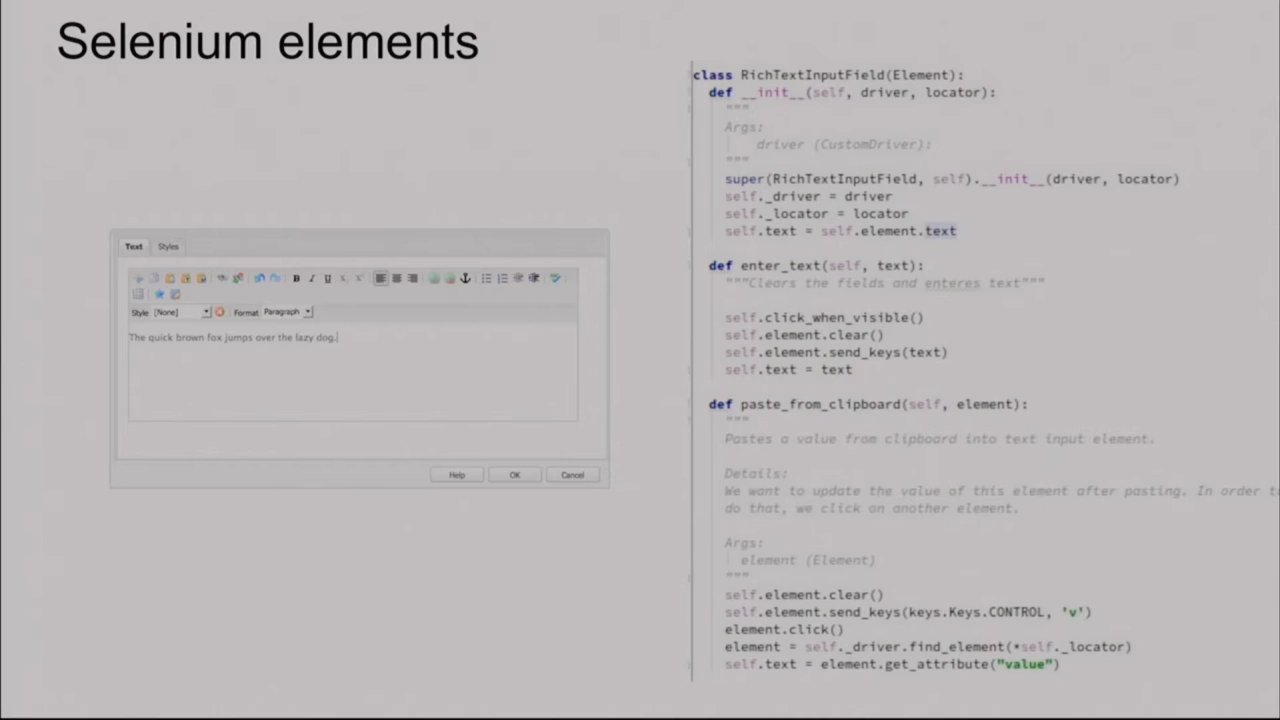 Selenium elements
Text Styles
B I U
Style [None] Format Paragraph
The quick brown fox jumps over the lazy dog.
Help OK Cancel
class RichTextInputField(Element):
def __init__(self, driver, locator):
"""
Args:
driver (CustomDriver):
"""
super(RichTextInputField, self).__init__(driver, locator)
self._driver = driver
self._locator = locator
self.text = self.element.text
def enter_text(self, text):
"""Clears the fields and enteres text"""
self.click_when_visible()
self.element.clear()
self.element.send_keys(text)
self.text = text
def paste_from_clipboard(self, element):
"""
Pastes a value from clipboard into text input element.
Details:
We want to update the value of this element after pasting. In order to
do that, we click on another element.
Args:
element (Element)
"""
self.element.clear()
self.element.send_keys(keys.Keys.CONTROL, 'v')
element.click()
element = self._driver.find_element(*self._locator)
self.text = element.get_attribute("value")